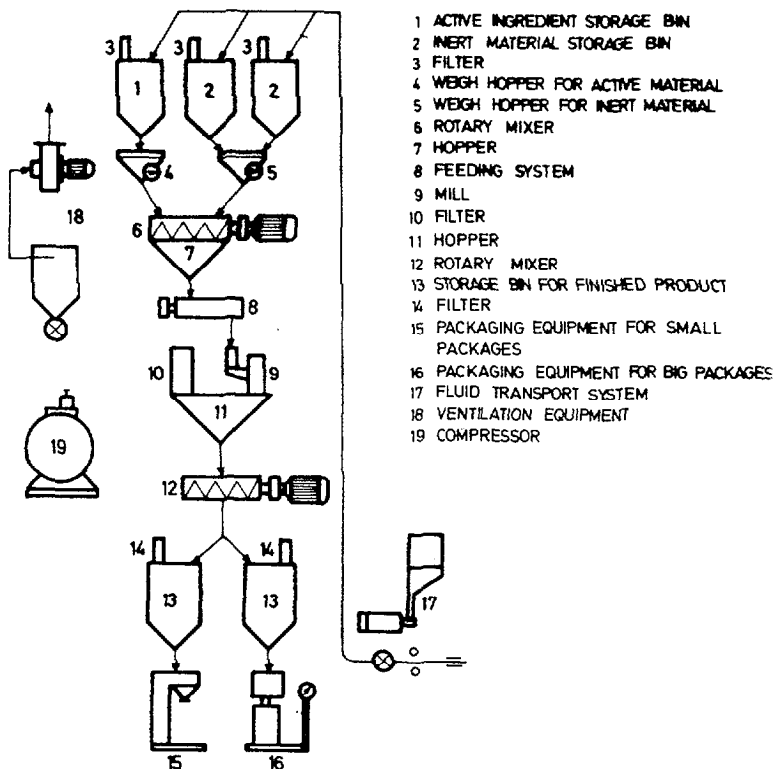 1 ACTIVE INGREDIENT STORAGE BIN
2 INERT MATERIAL STORAGE BIN
3 FILTER
4 WEIGH HOPPER FOR ACTIVE MATERIAL
5 WEIGH HOPPER FOR INERT MATERIAL
6 ROTARY MIXER
7 HOPPER
8 FEEDING SYSTEM
9 MILL
10 FILTER
11 HOPPER
12 ROTARY MIXER
13 STORAGE BIN FOR FINISHED PRODUCT
14 FILTER
15 PACKAGING EQUIPMENT FOR SMALL
PACKAGES
16 PACKAGING EQUIPMENT FOR BIG PACKAGES
17 FLUID TRANSPORT SYSTEM
18 VENTILATION EQUIPMENT
19 COMPRESSOR
3 3 3
1 2 2
4 5
18
6
7
8
10 9
11
19
12
14 14
13 13
17
15 16